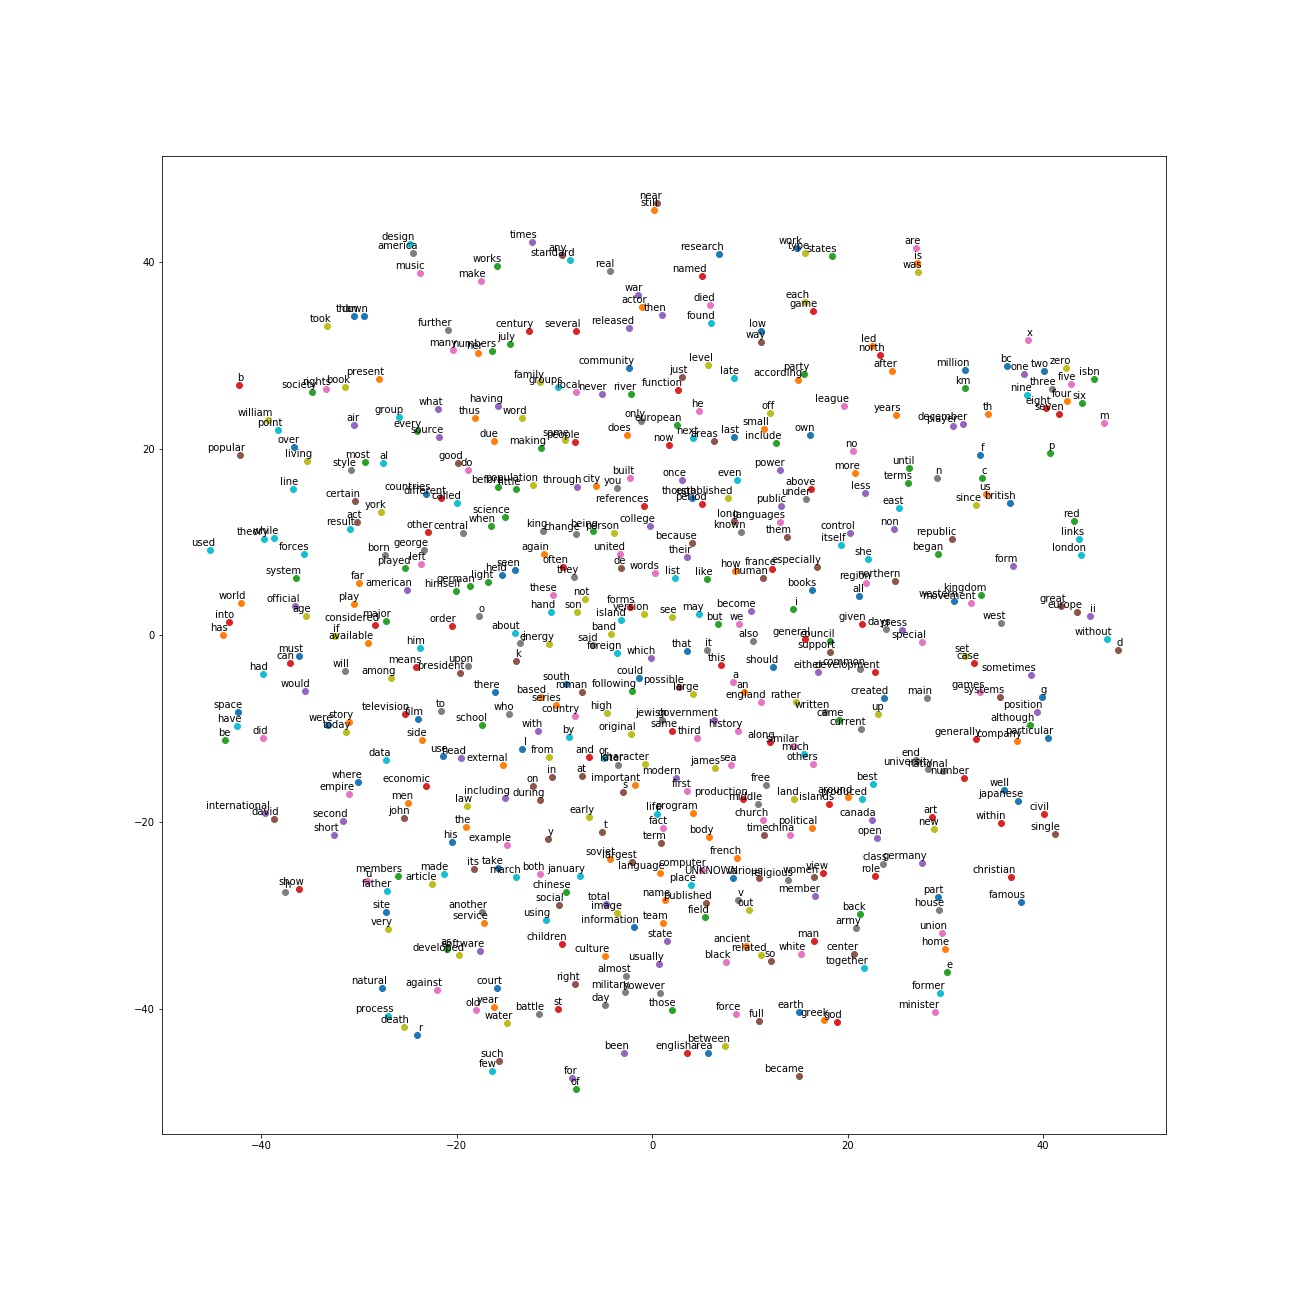 near
still
design
america
times
any
standard
research
work
type
states
are
is
was
40
music
works
make
real
named
war
actor
then
died
each
game
took
down
further
century
several
released
found
low
way
x
many
numbers
her
july
led
north
b
society
rights
book
present
family
groups
local
never
river
community
function
just
level
late
according
party
after
million
km
bc
one
two
zero
three
five
isbn
nine
eight
four
seven
six
m
william
point
air
group
what
every
source
having
thus
word
only
european
he
next
areas
last
off
small
include
own
league
years
december
player
th
popular
over
living
style
most
al
good
do
due
making
some
people
does
now
power
no
more
until
terms
n
f
c
p
20
line
certain
york
countries
different
called
before
little
population
through
city
you
built
references
once
period
established
even
public
under
above
less
east
since
us
british
used
while
result
act
other
central
when
science
king
change
being
person
college
because
long
known
languages
them
control
itself
non
republic
red
links
london
forces
born
george
played
left
again
often
they
united
de
words
their
list
like
how
human
france
especially
she
began
form
system
far
american
himself
german
light
held
seen
these
not
books
all
region
northern
kingdom
movement
world
official
age
play
considered
major
o
hand
son
forms
island
see
may
become
i
given
days
special
west
great
europe
ii
into
has
if
available
him
order
about
energy
band
said
foreign
but
we
also
general
council
support
0
without
d
must
can
had
will
means
president
upon
k
which
that
it
this
should
either
common
development
set
case
sometimes
would
among
there
south
based
roman
series
could
following
possible
large
a
an
england
rather
created
main
games
systems
g
space
have
be
did
were
story
today
television
film
side
to
school
who
country
with
by
high
original
jewish
government
same
third
history
written
came
current
up
position
although
particular
generally
company
data
external
from
l
and
or
character
along
similar
much
others
james
sea
end
university
national
number
where
empire
economic
men
john
law
including
on
in
during
at
important
s
modern
first
production
middle
free
land
islands
around
best
well
japanese
international
david
second
short
the
his
example
early
y
t
life
fact
program
term
body
church
time
china
political
canada
open
art
new
within
civil
single
−20
show
members
father
article
made
its
take
march
both
january
soviet
largest
language
computer
place
UNKNOWN
french
various
religious
women
view
role
class
germany
christian
site
very
another
service
using
social
chinese
total
image
information
name
team
published
field
v
out
member
back
army
part
house
famous
developed
software
children
culture
state
usually
ancient
related
black
so
white
man
center
together
union
home
e
natural
against
process
death
r
old
court
year
water
battle
right
st
almost
military
day
however
those
force
full
earth
greek
god
former
minister
−40
such
few
been
for
of
english
area
between
became
−40
−20
0
20
40